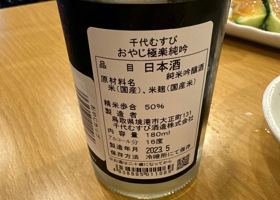 千代むすび
おやじ極楽純吟
品目 日本酒
純米吟醸酒
原材料名
米(国産)、米麹(国産米)
精米歩合 50%
製造者
鳥取県境港市大正町131
千代むすび酒造株式会社
内容量 180ml
アルコール分 16度
製造年月 2023.5
保存方法 冷暗所にて保存